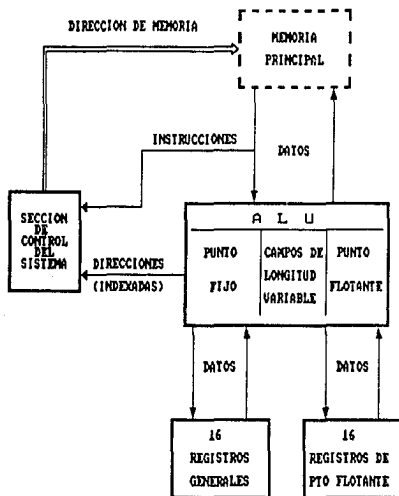 DIRECCION DE MEMORIA
MEMORIA
PRINCIPAL
INSTRUCCIONES
DATOS
SECCION
DE
CONTROL
DEL
SISTEMA
DIRECCIONES
(INDEXADAS)
A L U
PUNTO
FIJO
CAMPOS DE
LONGITUD
VARIABLE
PUNTO
FLOTANTE
DATOS
DATOS
16
REGISTROS
GENERALES
16
REGISTROS DE
PTO FLOTANTE